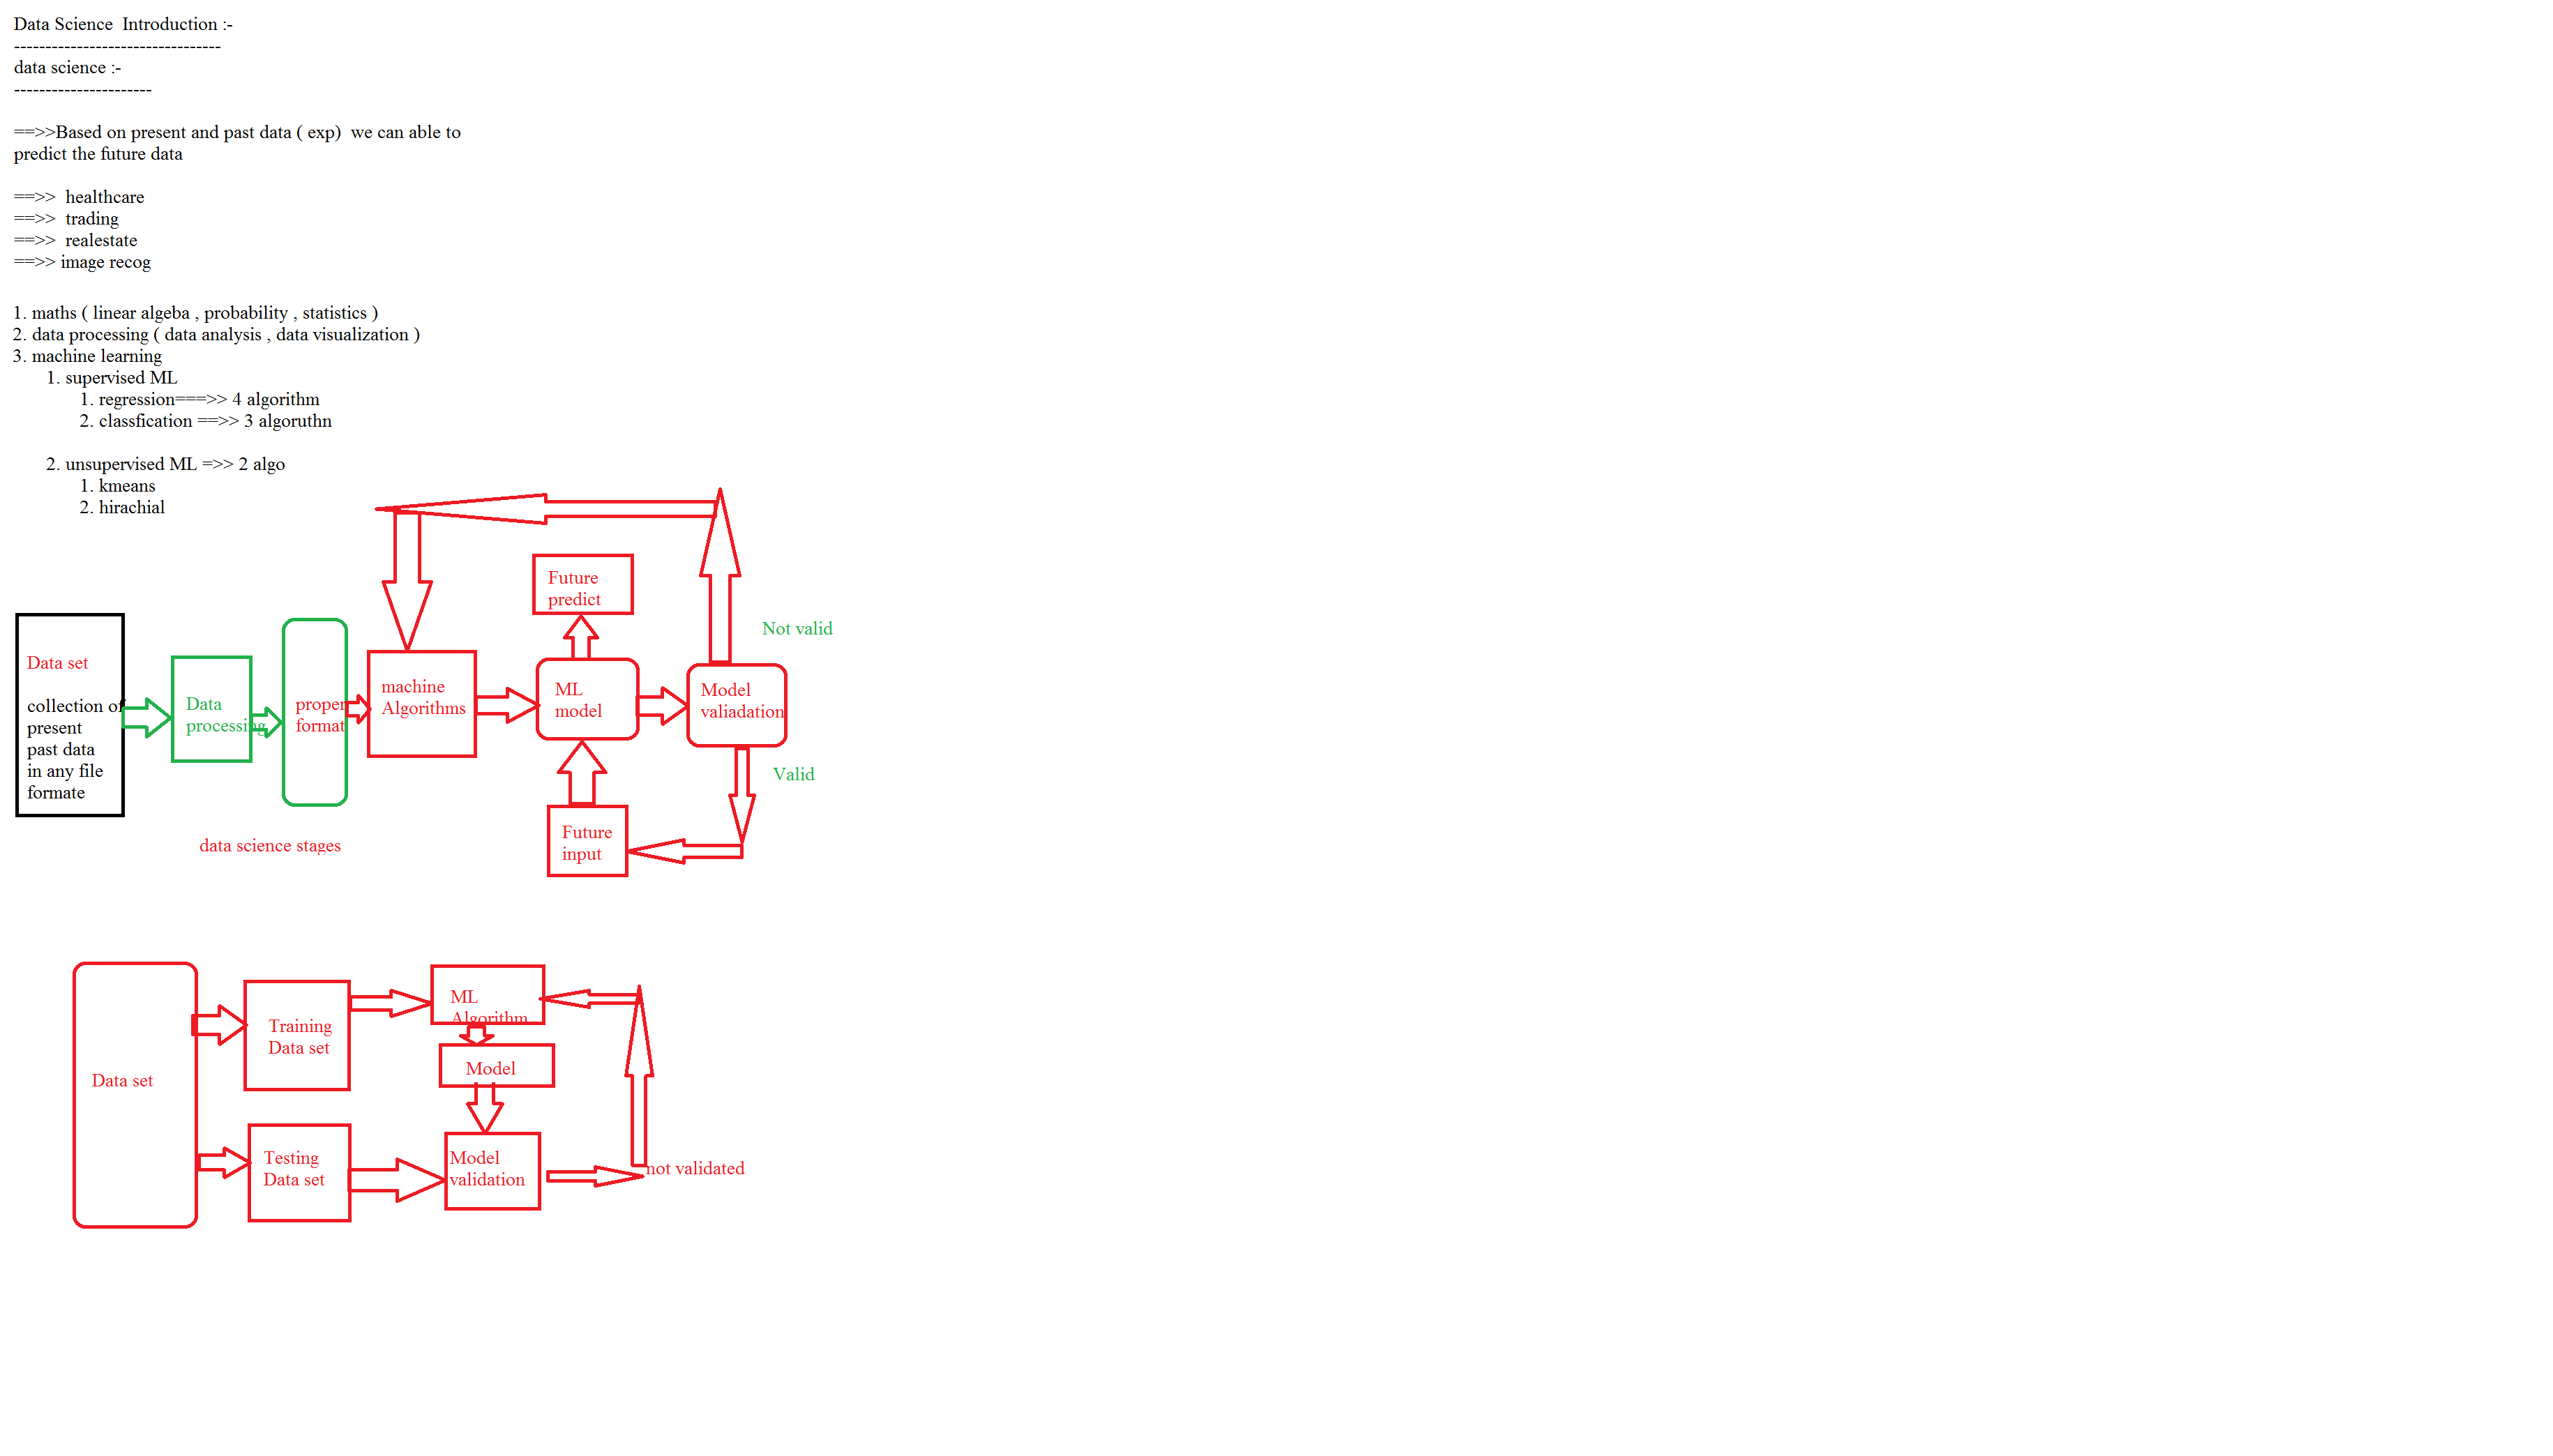 Data Science  Introduction :-
---------------------------------
data science :-
----------------------
==>>Based on present and past data ( exp)  we can able to
predict the future data
==>>  healthcare
==>>  trading
==>>  realestate
==>> image recog
1. maths ( linear algeba , probability , statistics )
2. data processing ( data analysis , data visualization )
3. machine learning
1. supervised ML
1. regression===>> 4 algorithm
2. classfication ==>> 3 algoruthn
2. unsupervised ML =>> 2 algo
1. kmeans
2. hirachial
Data set
collection of
present
past data
in any file
formate
Data
processing
proper
format
machine
Algorithms
Future
predict
ML
model
Future
input
Model
valiadation
Not valid
Valid
data science stages
Data set
Training
Data set
Testing
Data set
ML
Algorithm
Model
Model
validation
not validated